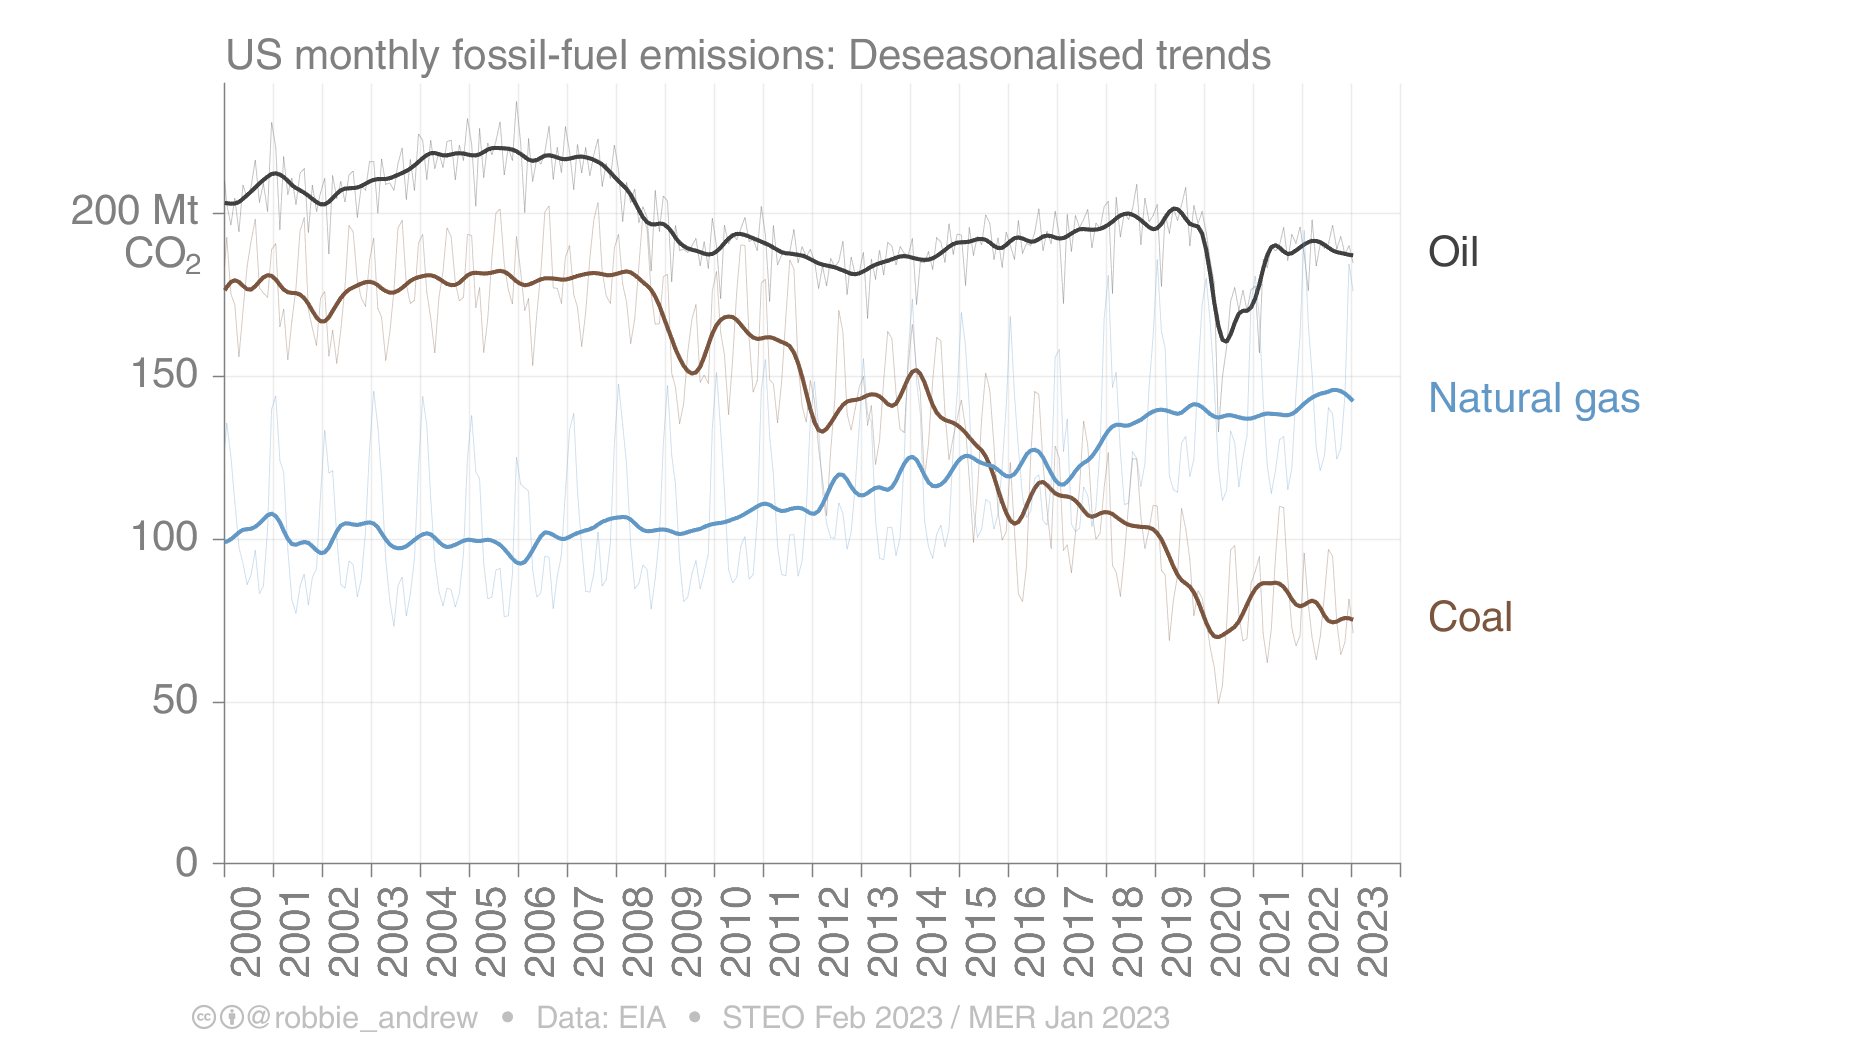 US monthly fossil-fuel emissions: Deseasonalised trends
200 Mt
CO₂
150
100
50
0
Oil
Natural gas
Coal
2000 2001 2002 2003 2004 2005 2006 2007 2008 2009 2010 2011 2012 2013 2014 2015 2016 2017 2018 2019 2020 2021 2022 2023
cc @robbie_andrew • Data: EIA • STEO Feb 2023 / MER Jan 2023